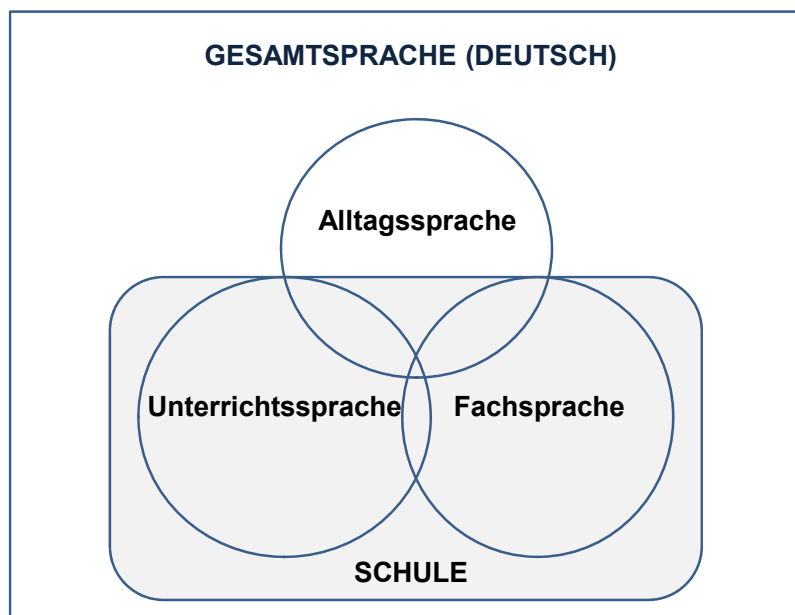 GESAMTSPRACHE (DEUTSCH)
Alltagssprache
Unterrichtssprache
Fachsprache
SCHULE